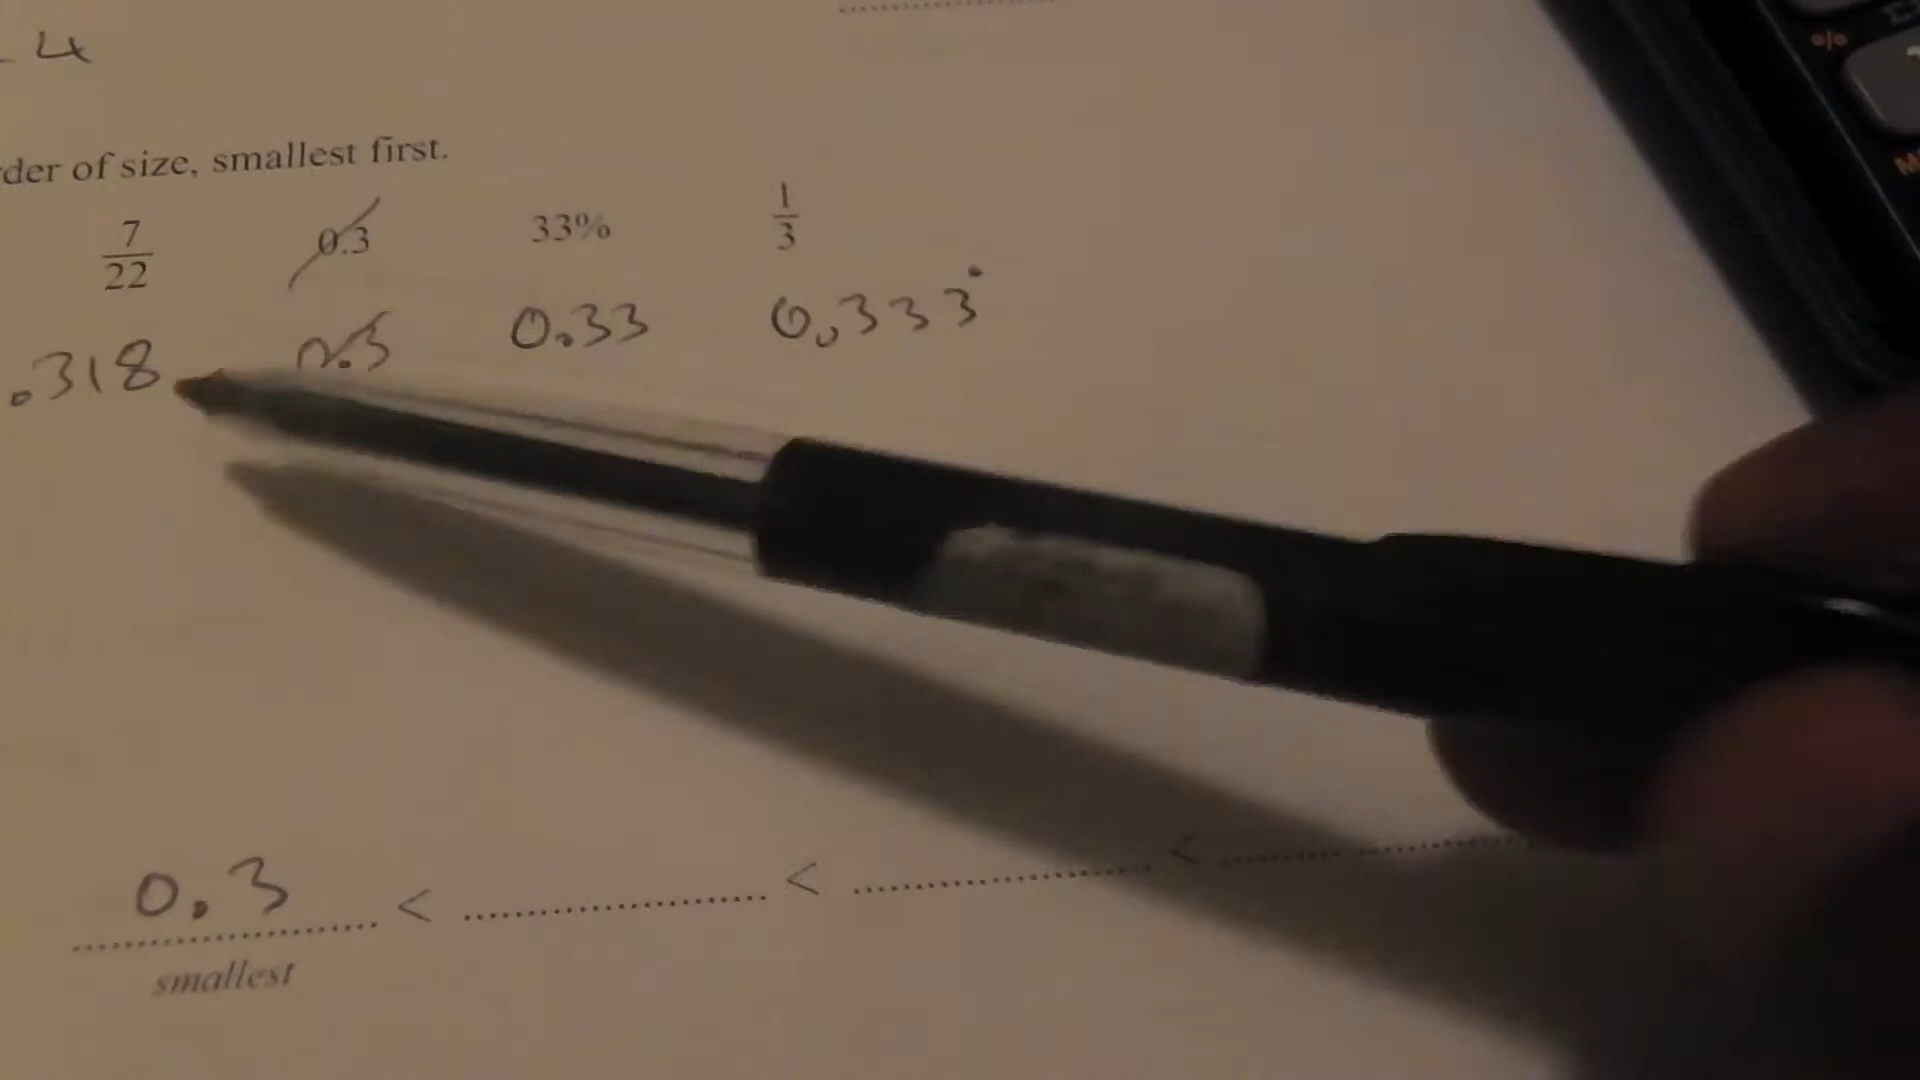 - 4
der of size, smallest first.
7/22 0.3 33% 1/3
.318 0.3 0.33 0.333̇
0.3 < < <
smallest
%